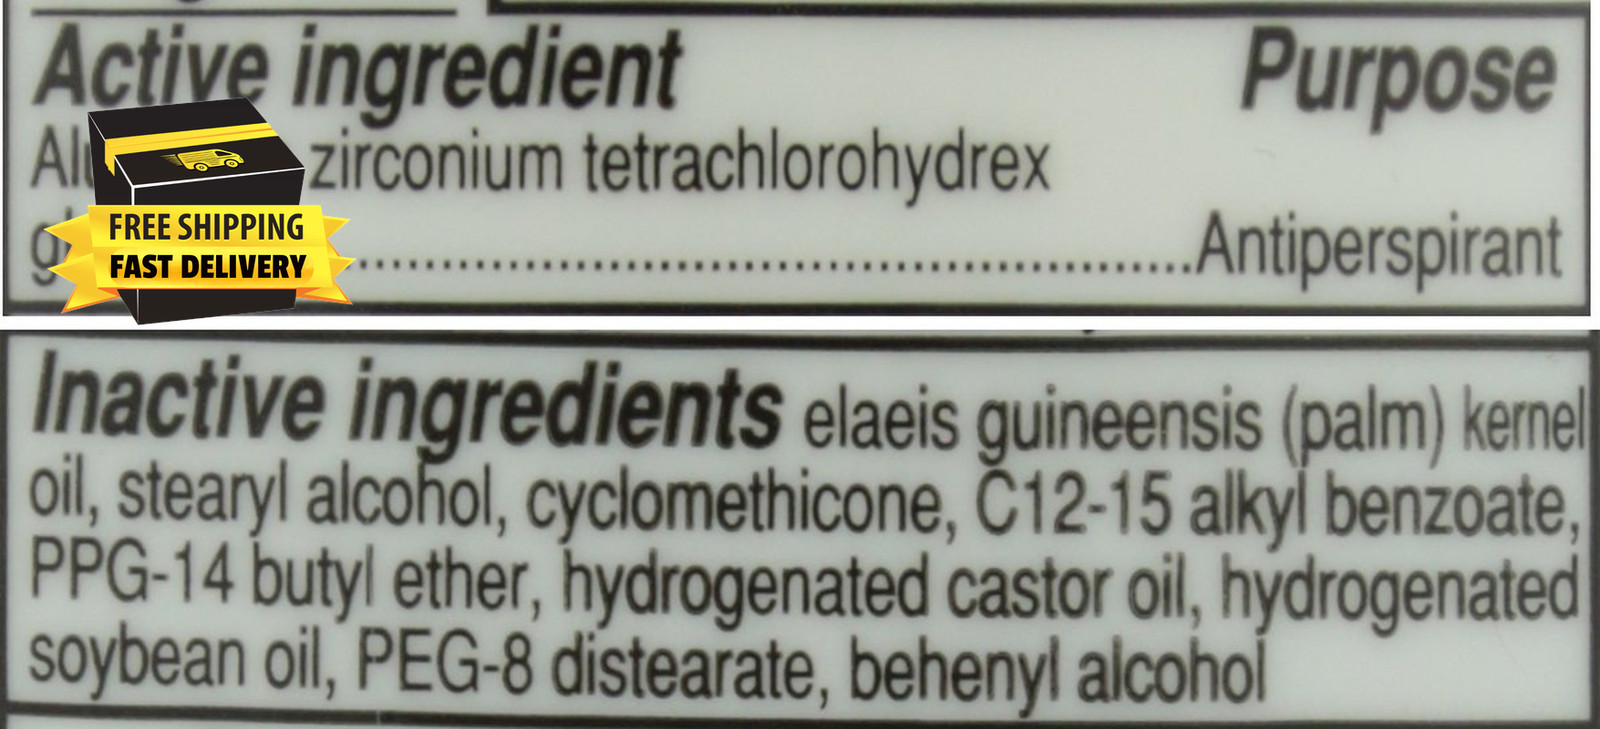 Active ingredient Purpose
zirconium tetrachlorohydrex
................................................Antiperspirant
FREE SHIPPING
FAST DELIVERY
Inactive ingredients elaeis guineensis (palm) kernel
oil, stearyl alcohol, cyclomethicone, C12-15 alkyl benzoate,
PPG-14 butyl ether, hydrogenated castor oil, hydrogenated
soybean oil, PEG-8 distearate, behenyl alcohol